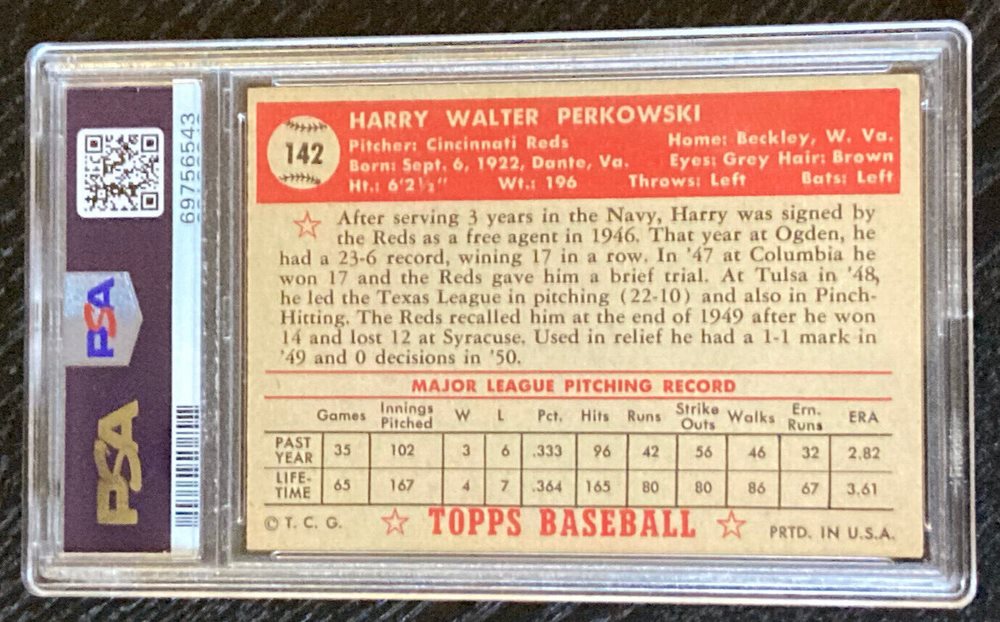 69756543
PSA
PSA
142
HARRY WALTER PERKOWSKI
Pitcher: Cincinnati Reds Home: Beckley, W. Va.
Born: Sept. 6, 1922, Dante, Va. Eyes: Grey Hair: Brown
Ht.: 6'2½" Wt.: 196 Throws: Left Bats: Left
After serving 3 years in the Navy, Harry was signed by
the Reds as a free agent in 1946. That year at Ogden, he
had a 23-6 record, wining 17 in a row. In '47 at Columbia he
won 17 and the Reds gave him a brief trial. At Tulsa in '48,
he led the Texas League in pitching (22-10) and also in Pinch-
Hitting. The Reds recalled him at the end of 1949 after he won
14 and lost 12 at Syracuse. Used in relief he had a 1-1 mark in
'49 and 0 decisions in '50.
MAJOR LEAGUE PITCHING RECORD
Games Innings Pitched W L Pct. Hits Runs Strike Outs Walks Ern. Runs ERA
PAST YEAR 35 102 3 6 .333 96 42 56 46 32 2.82
LIFE-TIME 65 167 4 7 .364 165 80 80 86 67 3.61
© T. C. G. TOPPS BASEBALL PRTD. IN U.S.A.